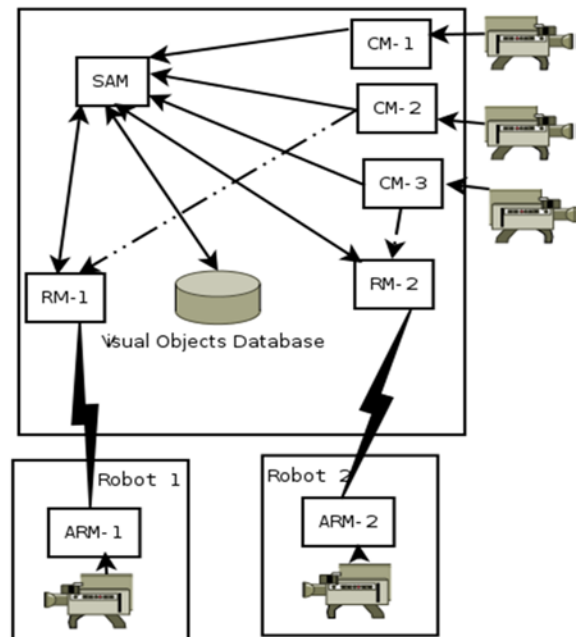 CM-1
SAM
CM-2
CM-3
RM-1
RM-2
Visual Objects Database
Robot 1
Robot 2
ARM-1
ARM-2